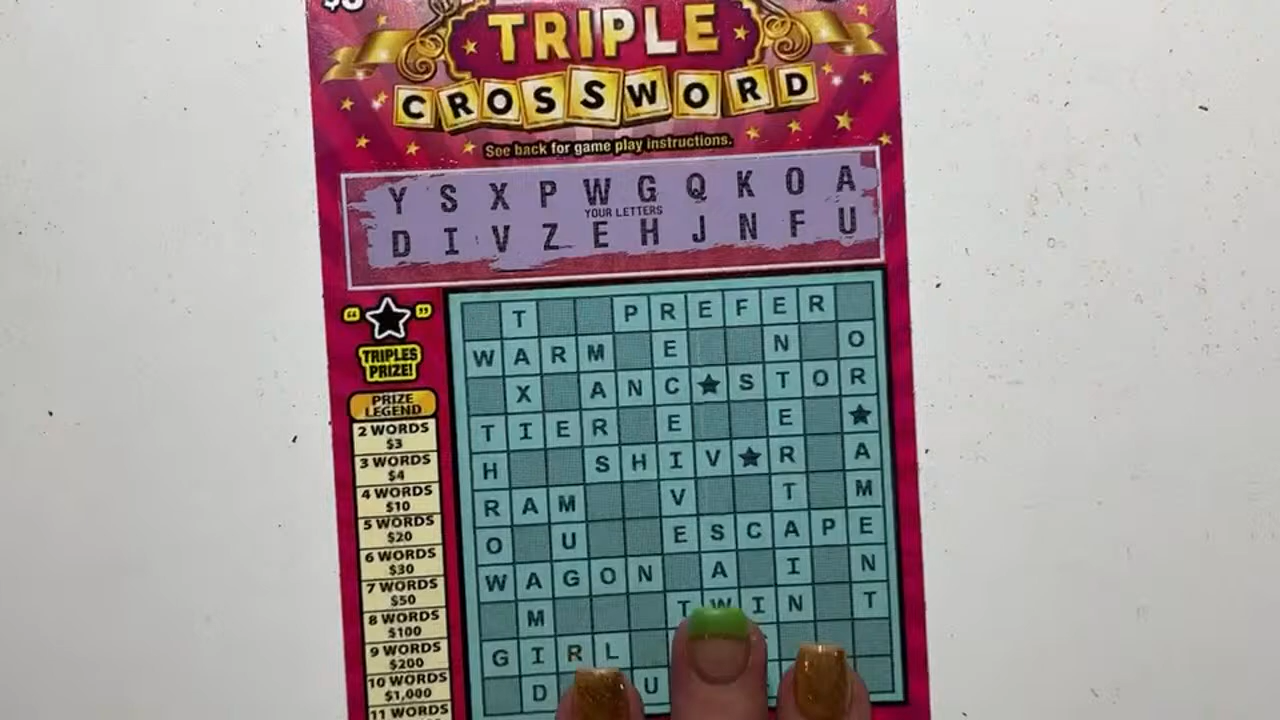 TRIPLE
CROSSWORD
See back for game play instructions.
Y S X P W G Q K O A
YOUR LETTERS
D I V Z E H J N F U
“ ”
TRIPLES
PRIZE!
PRIZE
LEGEND
2 WORDS
$3
3 WORDS
$4
4 WORDS
$10
5 WORDS
$20
6 WORDS
$30
7 WORDS
$50
8 WORDS
$100
9 WORDS
$200
10 WORDS
$1,000
11 WORDS
T P R E F E R
W A R M E N O
X A N C ★ S T O R
T I E R E E ★
H S H I V ★ R A
R A M V T M
O U E S C A P E E
W A G O N A I N
M T W I N T
G I R L
D U